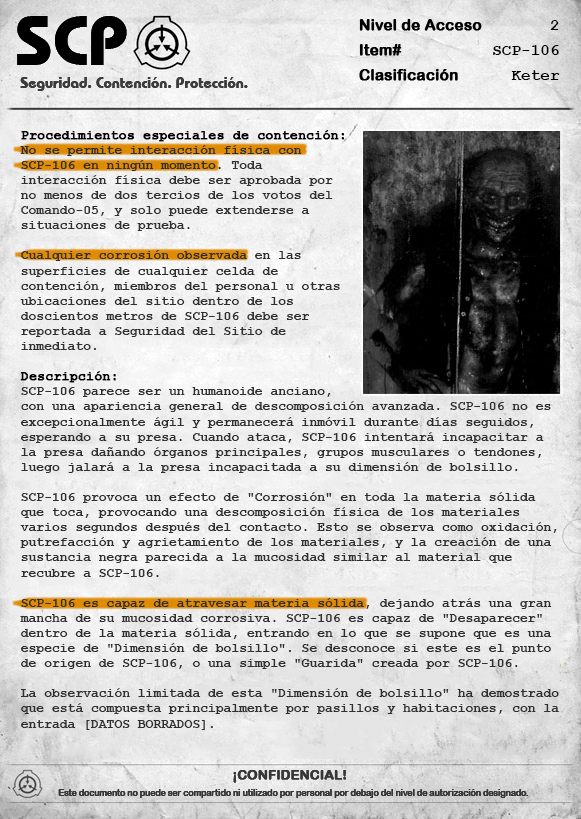 SCP
Seguridad. Contención. Protección.
Nivel de Acceso 2
Item# SCP-106
Clasificación Keter
Procedimientos especiales de contención:
No se permite interacción física con
SCP-106 en ningún momento. Toda
interacción física debe ser aprobada por
no menos de dos tercios de los votos del
Comando-05, y solo puede extenderse a
situaciones de prueba.
Cualquier corrosión observada en las
superficies de cualquier celda de
contención, miembros del personal u otras
ubicaciones del sitio dentro de los
doscientos metros de SCP-106 debe ser
reportada a Seguridad del Sitio de
inmediato.
Descripción:
SCP-106 parece ser un humanoide anciano,
con una apariencia general de descomposición avanzada. SCP-106 no es
excepcionalmente ágil y permanecerá inmóvil durante días seguidos,
esperando a su presa. Cuando ataca, SCP-106 intentará incapacitar a
la presa dañando órganos principales, grupos musculares o tendones,
luego jalará a la presa incapacitada a su dimensión de bolsillo.
SCP-106 provoca un efecto de "Corrosión" en toda la materia sólida
que toca, provocando una descomposición física de los materiales
varios segundos después del contacto. Esto se observa como oxidación,
putrefacción y agrietamiento de los materiales, y la creación de una
sustancia negra parecida a la mucosidad similar al material que
recubre a SCP-106.
SCP-106 es capaz de atravesar materia sólida, dejando atrás una gran
mancha de su mucosidad corrosiva. SCP-106 es capaz de "Desaparecer"
dentro de la materia sólida, entrando en lo que se supone que es una
especie de "Dimensión de bolsillo". Se desconoce si este es el punto
de origen de SCP-106, o una simple "Guarida" creada por SCP-106.
La observación limitada de esta "Dimensión de bolsillo" ha demostrado
que está compuesta principalmente por pasillos y habitaciones, con la
entrada [DATOS BORRADOS].
¡CONFIDENCIAL!
Este documento no puede ser compartido ni utilizado por personal por debajo del nivel de autorización designado.